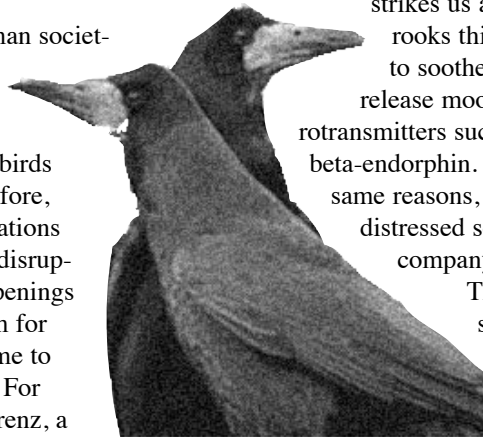 man societ-
birds
fore,
ations
disrup-
penings
n for
me to
For
renz, a
strikes us a
rooks thi
to soothe
release moo
rotransmitters suc
beta-endorphin.
same reasons,
distressed s
company
T
s